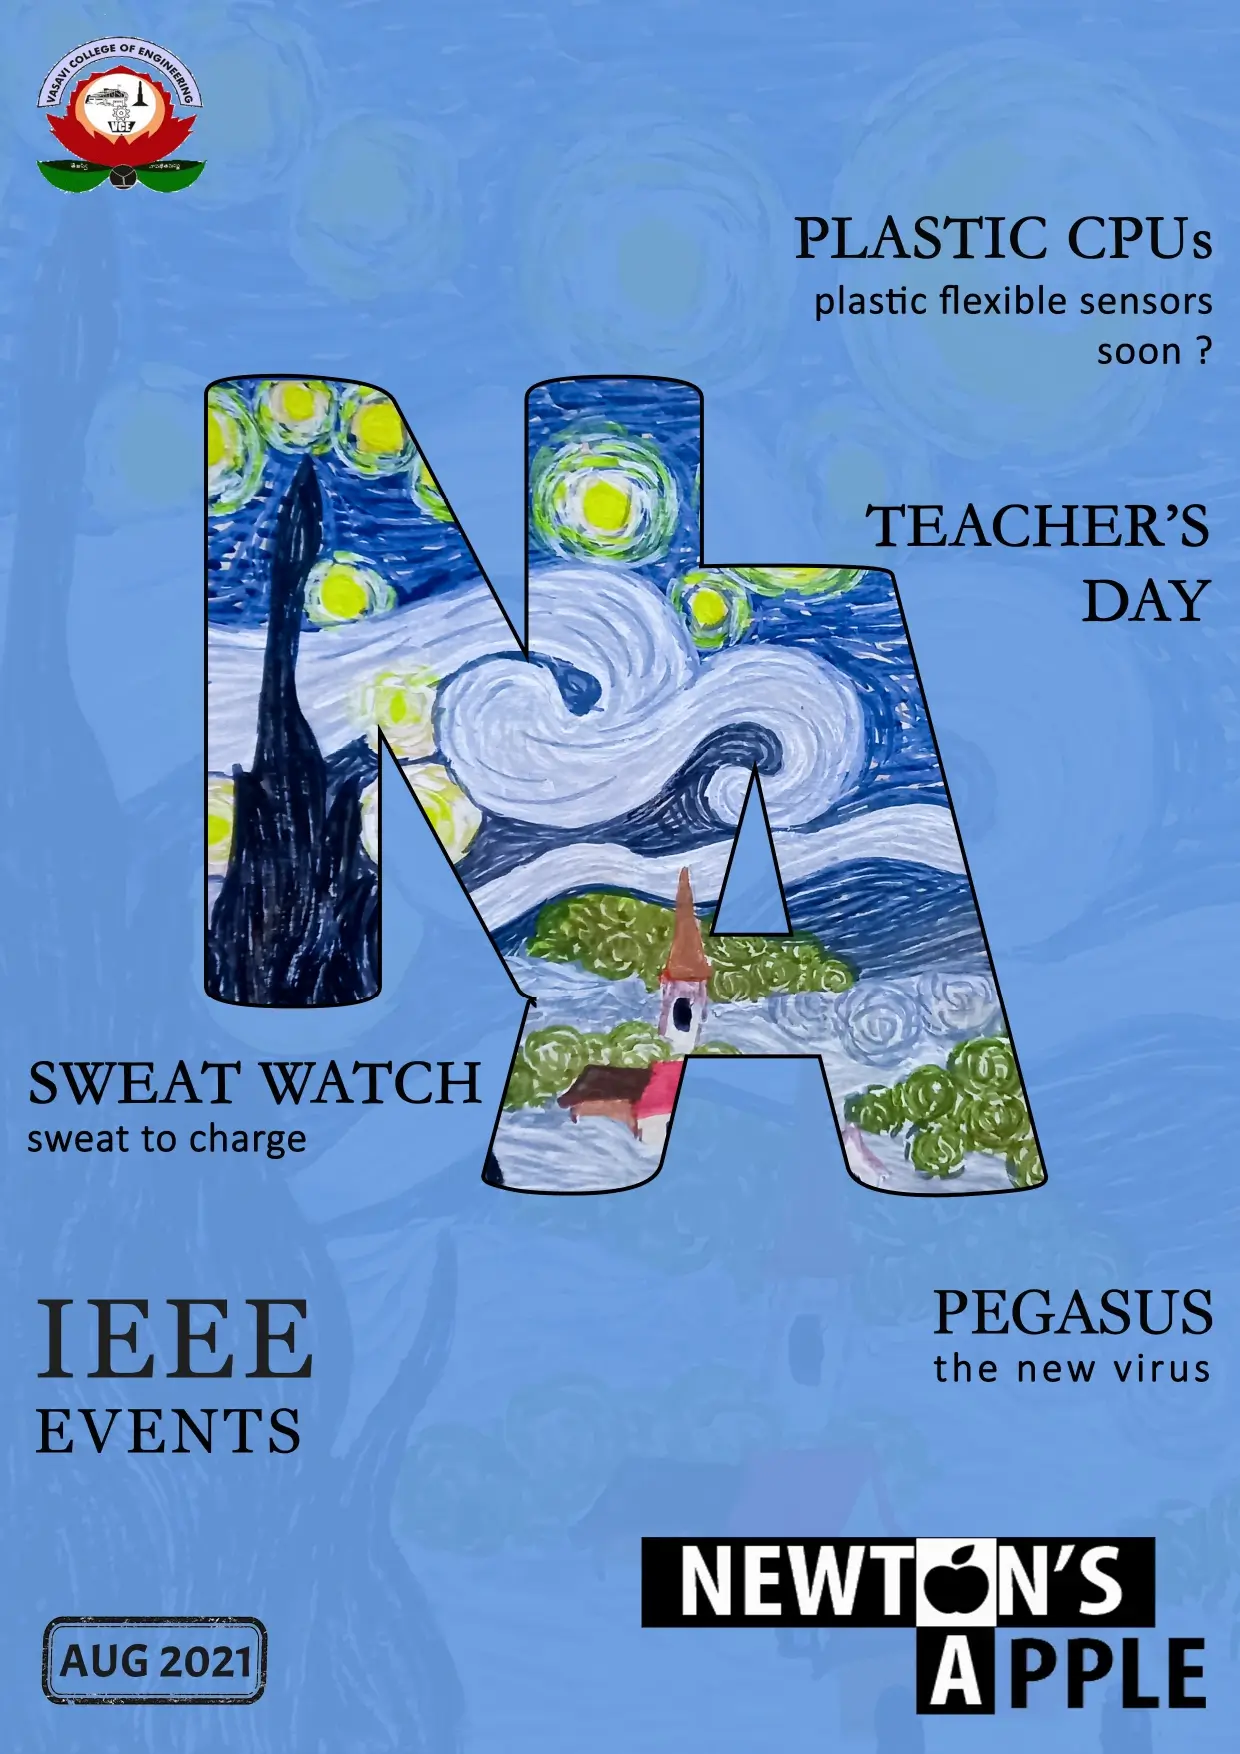 VASAVI COLLEGE OF ENGINEERING
VCE
PLASTIC CPUs
plastic flexible sensors
soon ?
TEACHER’S
DAY
NA
SWEAT WATCH
sweat to charge
IEEE
EVENTS
PEGASUS
the new virus
AUG 2021
NEWTON’S
APPLE